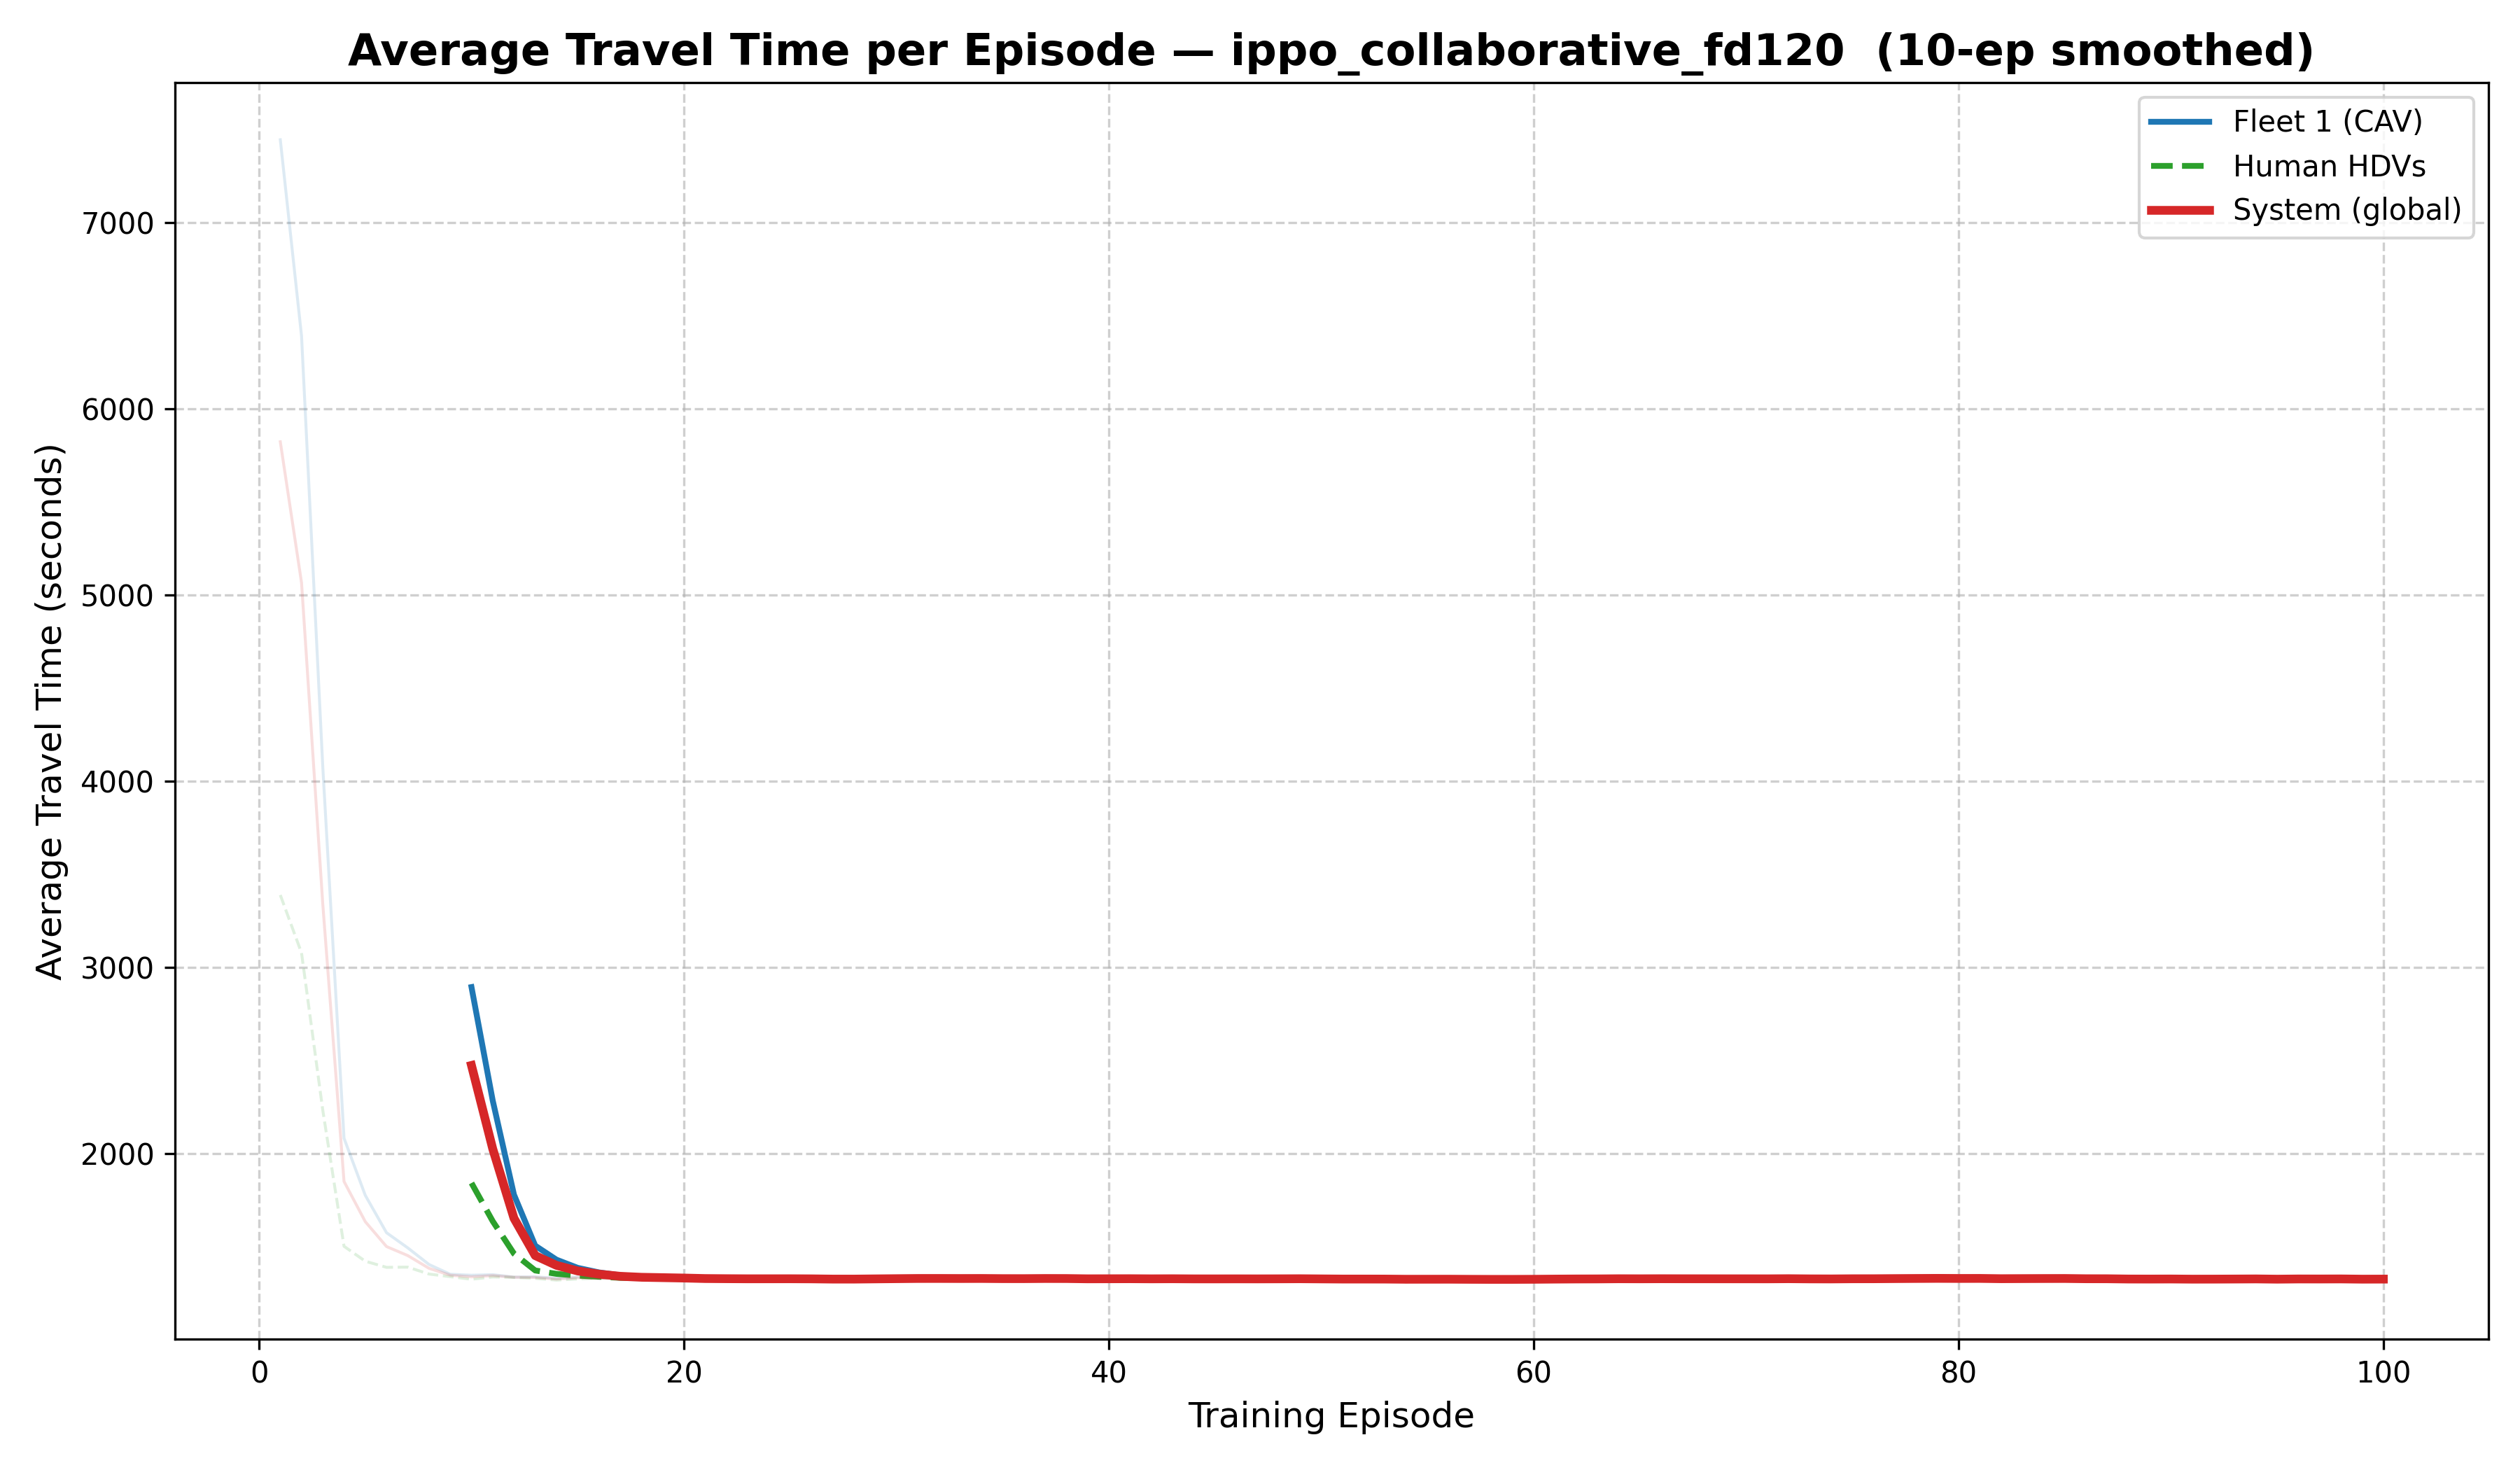 Average Travel Time per Episode — ippo_collaborative_fd120 (10-ep smoothed)
Fleet 1 (CAV)
Human HDVs
System (global)
Average Travel Time (seconds)
7000
6000
5000
4000
3000
2000
0 20 40 60 80 100
Training Episode